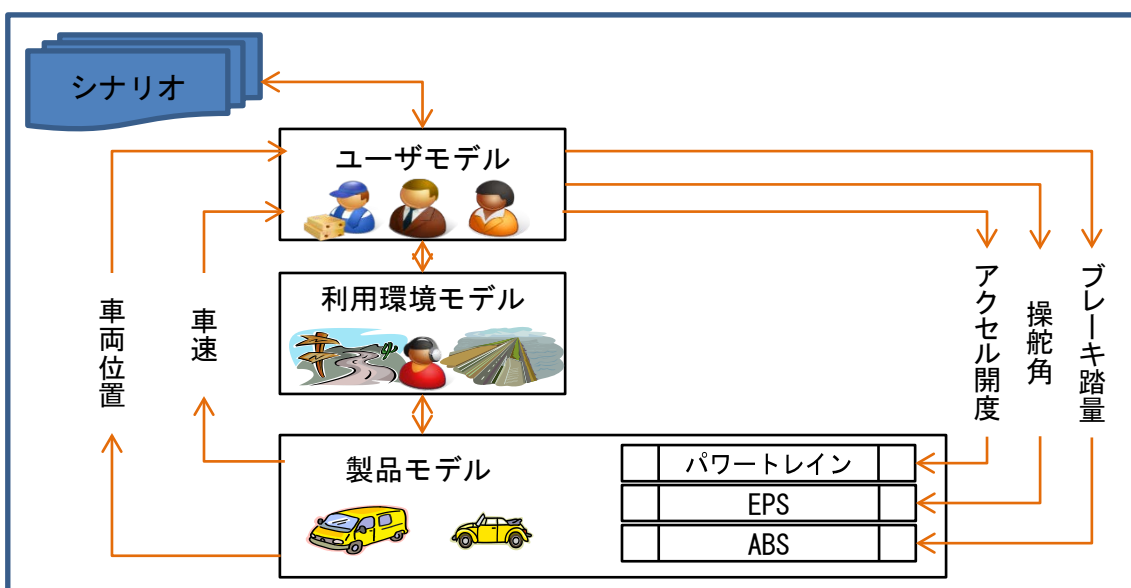 シナリオ
ユーザモデル
利用環境モデル
車両位置
車速
アクセル開度
操舵角
ブレーキ踏量
製品モデル
パワートレイン
EPS
ABS